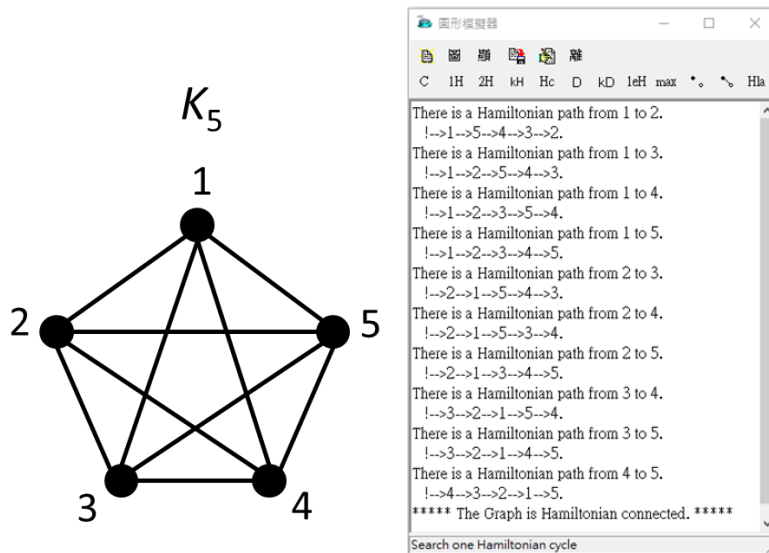 K5
1
2
5
3
4
圖形模擬器
圖 顯 離
C 1H 2H kH Hc D kD 1eH max Hla
There is a Hamiltonian path from 1 to 2.
!-->1-->5-->4-->3-->2.
There is a Hamiltonian path from 1 to 3.
!-->1-->2-->5-->4-->3.
There is a Hamiltonian path from 1 to 4.
!-->1-->2-->3-->5-->4.
There is a Hamiltonian path from 1 to 5.
!-->1-->2-->3-->4-->5.
There is a Hamiltonian path from 2 to 3.
!-->2-->1-->5-->4-->3.
There is a Hamiltonian path from 2 to 4.
!-->2-->1-->5-->3-->4.
There is a Hamiltonian path from 2 to 5.
!-->2-->1-->3-->4-->5.
There is a Hamiltonian path from 3 to 4.
!-->3-->2-->1-->5-->4.
There is a Hamiltonian path from 3 to 5.
!-->3-->2-->1-->4-->5.
There is a Hamiltonian path from 4 to 5.
!-->4-->3-->2-->1-->5.
***** The Graph is Hamiltonian connected. *****
Search one Hamiltonian cycle